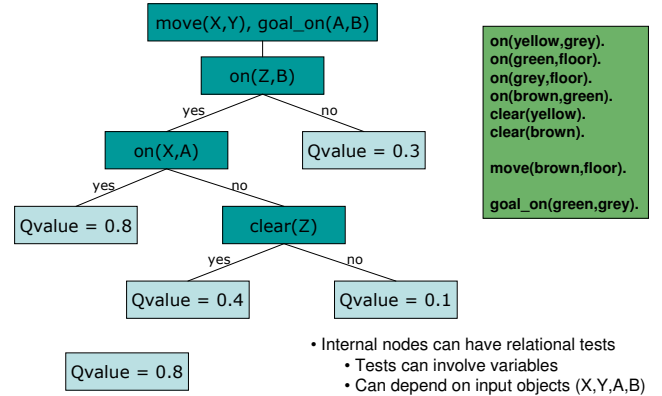 move(X,Y), goal_on(A,B)
on(Z,B)
yes
no
on(X,A)
Qvalue = 0.3
yes
no
Qvalue = 0.8
clear(Z)
yes
no
Qvalue = 0.4
Qvalue = 0.1
Qvalue = 0.8
on(yellow,grey).
on(green,floor).
on(grey,floor).
on(brown,green).
clear(yellow).
clear(brown).
move(brown,floor).
goal_on(green,grey).
• Internal nodes can have relational tests
• Tests can involve variables
• Can depend on input objects (X,Y,A,B)